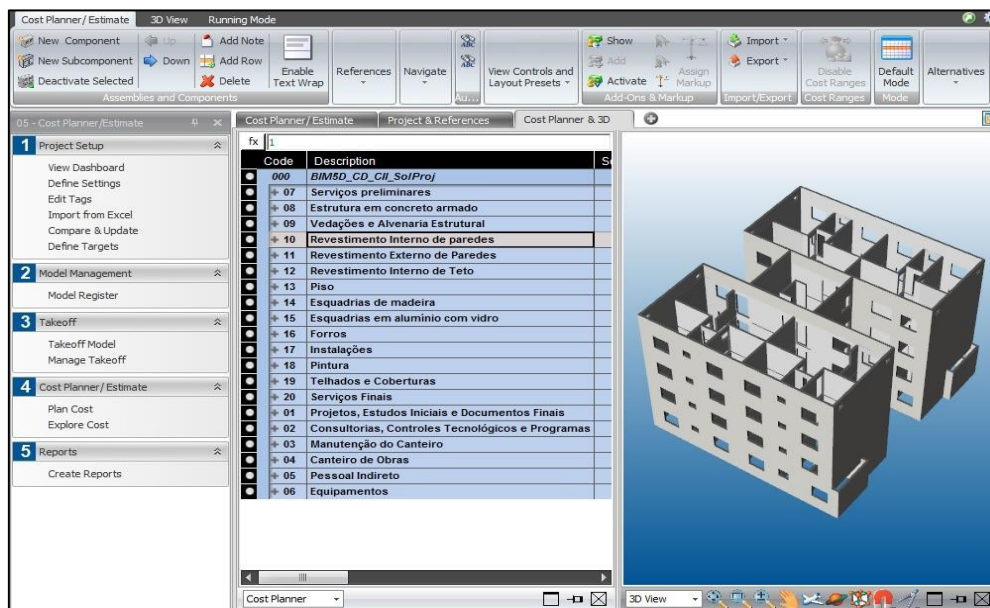 Cost Planner/Estimate 3D View Running Mode
New Component Up Add Note
New Subcomponent Down Add Row
Deactivate Selected Delete
Enable Text Wrap
References
Navigate
View Controls and Layout Presets
Show
Add
Activate
Assign Markup
Import
Export
Disable Cost Ranges
Default Mode
Alternatives
Assemblies and Components Au... Add-Ons & Markup Import/Export Cost Ranges Mode
05 - Cost Planner/Estimate
1 Project Setup
View Dashboard
Define Settings
Edit Tags
Import from Excel
Compare & Update
Define Targets
2 Model Management
Model Register
3 Takeoff
Takeoff Model
Manage Takeoff
4 Cost Planner/Estimate
Plan Cost
Explore Cost
5 Reports
Create Reports
Cost Planner/Estimate Project & References Cost Planner & 3D
fx 1
Code Description
000 BIM5D_CD_CII_SolProj
07 Serviços preliminares
08 Estrutura em concreto armado
09 Vedações e Alvenaria Estrutural
10 Revestimento Interno de paredes
11 Revestimento Externo de Paredes
12 Revestimento Interno de Teto
13 Piso
14 Esquadrias de madeira
15 Esquadrias em alumínio com vidro
16 Forros
17 Instalações
18 Pintura
19 Telhados e Coberturas
20 Serviços Finais
01 Projetos, Estudos Iniciais e Documentos Finais
02 Consultorias, Controles Tecnológicos e Programas
03 Manutenção do Canteiro
04 Canteiro de Obras
05 Pessoal Indireto
06 Equipamentos
Cost Planner
3D View